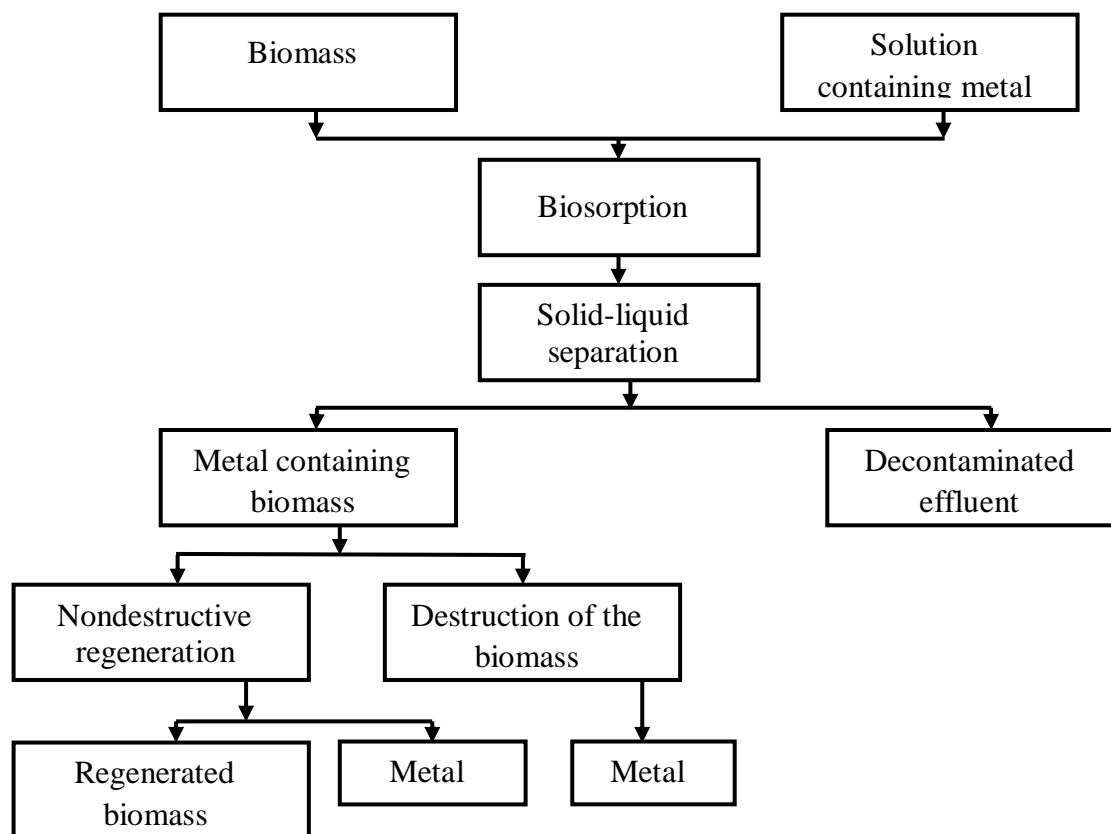 Biomass
Solution
containing metal
Biosorption
Solid-liquid
separation
Metal containing
biomass
Decontaminated
effluent
Nondestructive
regeneration
Destruction of the
biomass
Regenerated
biomass
Metal
Metal